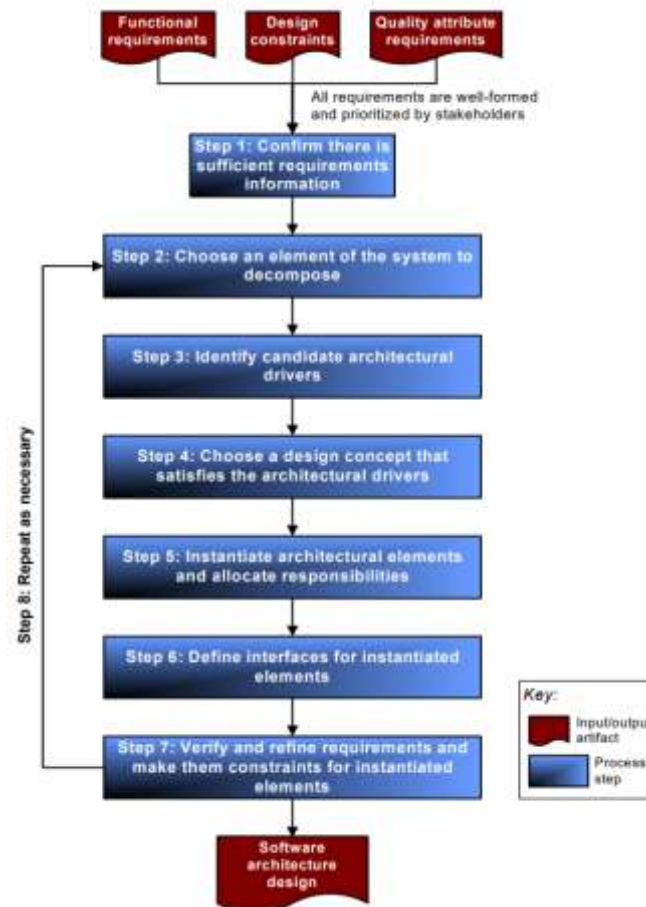 Functional
requirements
Design
constraints
Quality attribute
requirements
All requirements are well-formed
and prioritized by stakeholders
Step 1: Confirm there is
sufficient requirements
information
Step 2: Choose an element of the system to
decompose
Step 3: Identify candidate architectural
drivers
Step 4: Choose a design concept that
satisfies the architectural drivers
Step 5: Instantiate architectural elements
and allocate responsibilities
Step 6: Define interfaces for instantiated
elements
Step 7: Verify and refine requirements and
make them constraints for instantiated
elements
Step 8: Repeat as necessary
Software
architecture
design
Key:
Input/output
artifact
Process
step